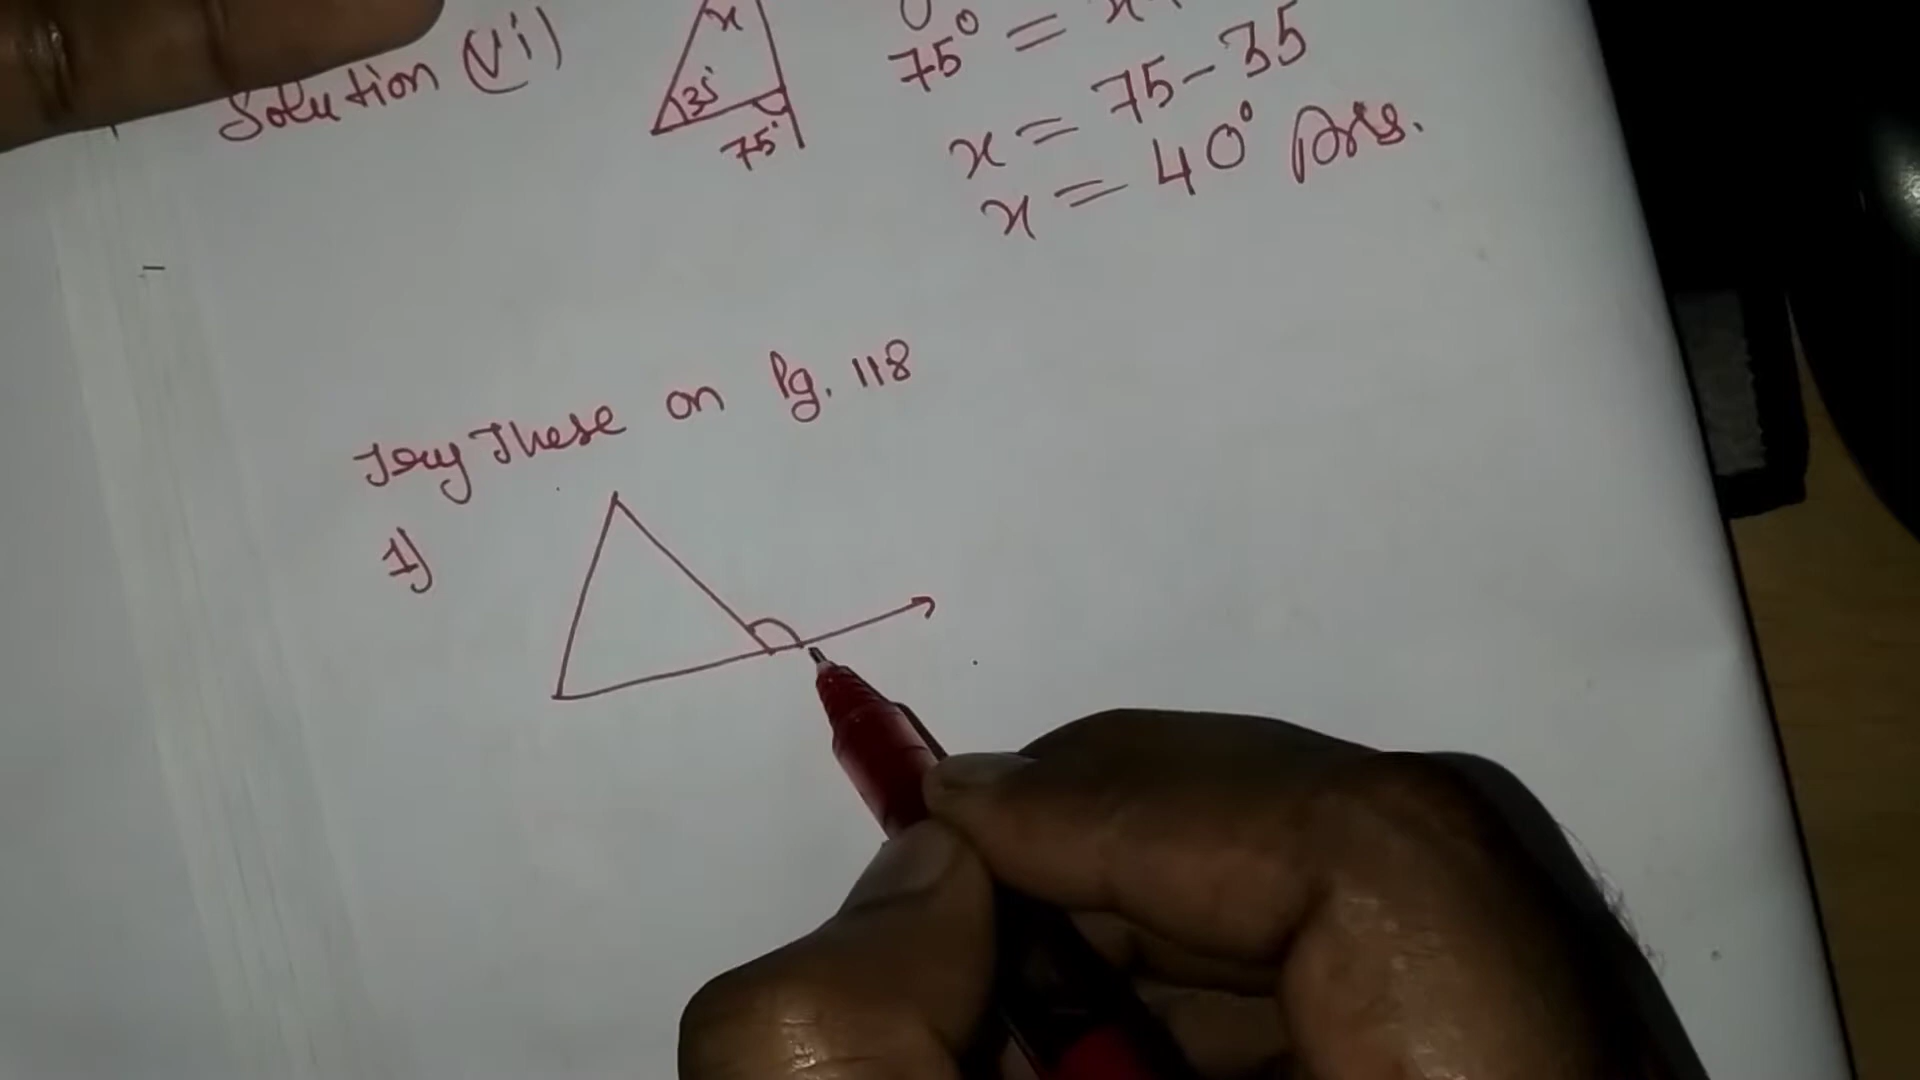 Solution (vi)
x
35°
75°
75° = x
x = 75-35
x = 40° Ans.
Try These on Pg. 118
1)